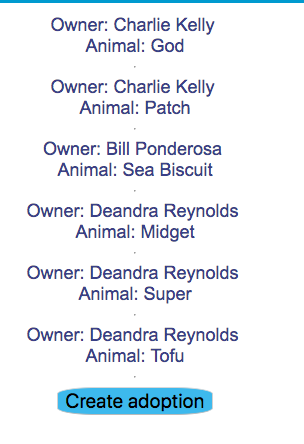 Owner: Charlie Kelly
Animal: God
.
Owner: Charlie Kelly
Animal: Patch
.
Owner: Bill Ponderosa
Animal: Sea Biscuit
.
Owner: Deandra Reynolds
Animal: Midget
.
Owner: Deandra Reynolds
Animal: Super
.
Owner: Deandra Reynolds
Animal: Tofu
.
Create adoption